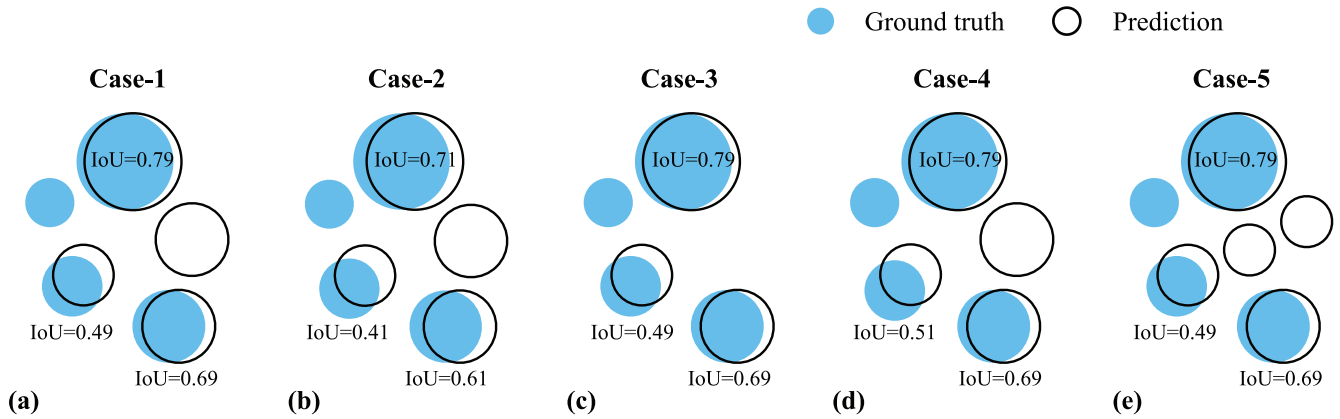 Ground truth
Prediction
Case-1
Case-2
Case-3
Case-4
Case-5
IoU=0.79
IoU=0.71
IoU=0.79
IoU=0.79
IoU=0.79
IoU=0.49
IoU=0.41
IoU=0.49
IoU=0.51
IoU=0.49
IoU=0.69
IoU=0.61
IoU=0.69
IoU=0.69
IoU=0.69
(a)
(b)
(c)
(d)
(e)